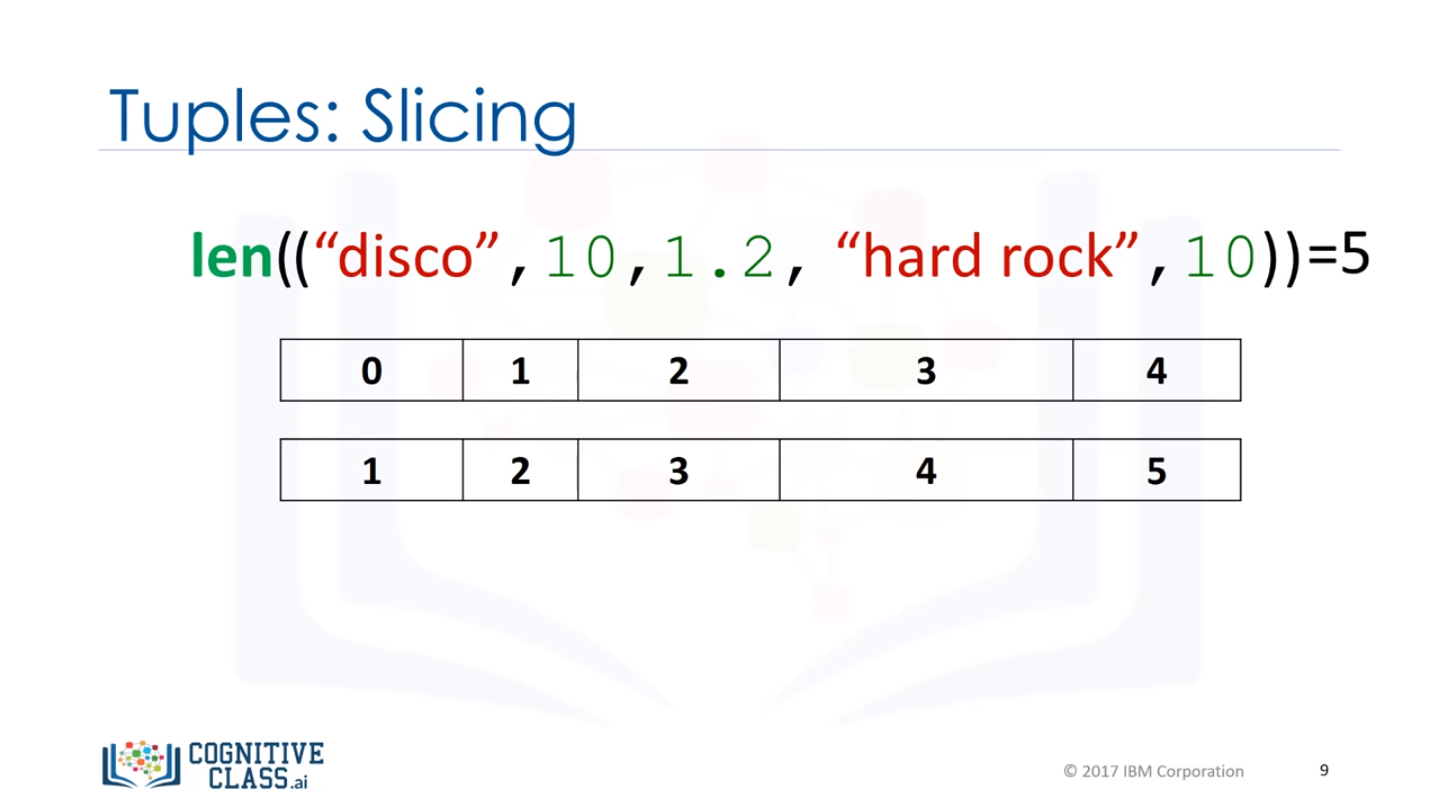 Tuples: Slicing
len((“disco”,10,1.2, “hard rock”,10))=5
0 1 2 3 4
1 2 3 4 5
COGNITIVE
CLASS.ai
© 2017 IBM Corporation 9